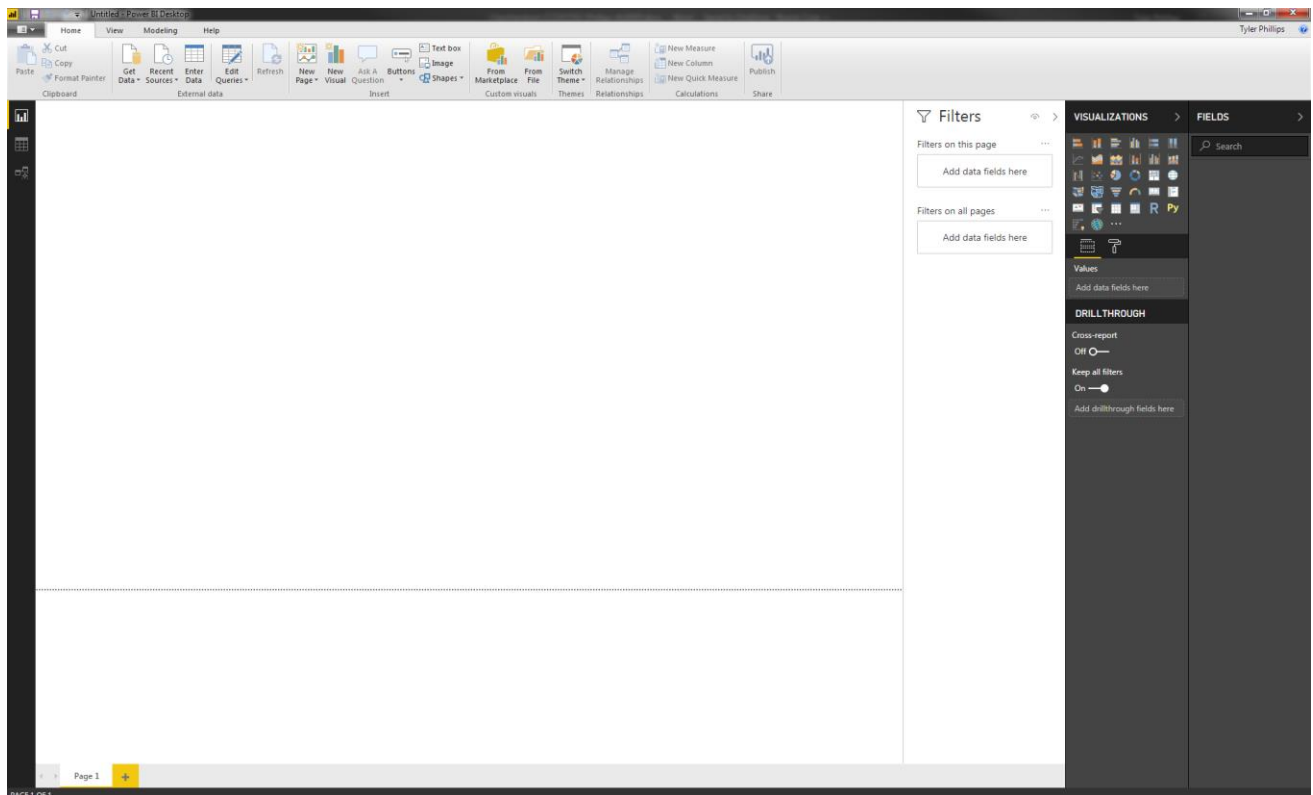 Untitled - Power BI Desktop
Home View Modeling Help
Tyler Phillips
Paste
Cut
Copy
Format Painter
Clipboard
Get Data
Recent Sources
Enter Data
Edit Queries
Refresh
External data
New Page
New Visual
Ask A Question
Buttons
Text box
Image
Shapes
Insert
From Marketplace
From File
Custom visuals
Switch Theme
Themes
Manage Relationships
Relationships
New Measure
New Column
New Quick Measure
Calculations
Publish
Share
Filters
Filters on this page ...
Add data fields here
Filters on all pages ...
Add data fields here
VISUALIZATIONS
R Py
...
Values
Add data fields here
DRILLTHROUGH
Cross-report
Off
Keep all filters
On
Add drillthrough fields here
FIELDS
Search
Page 1
PAGE 1 OF 1